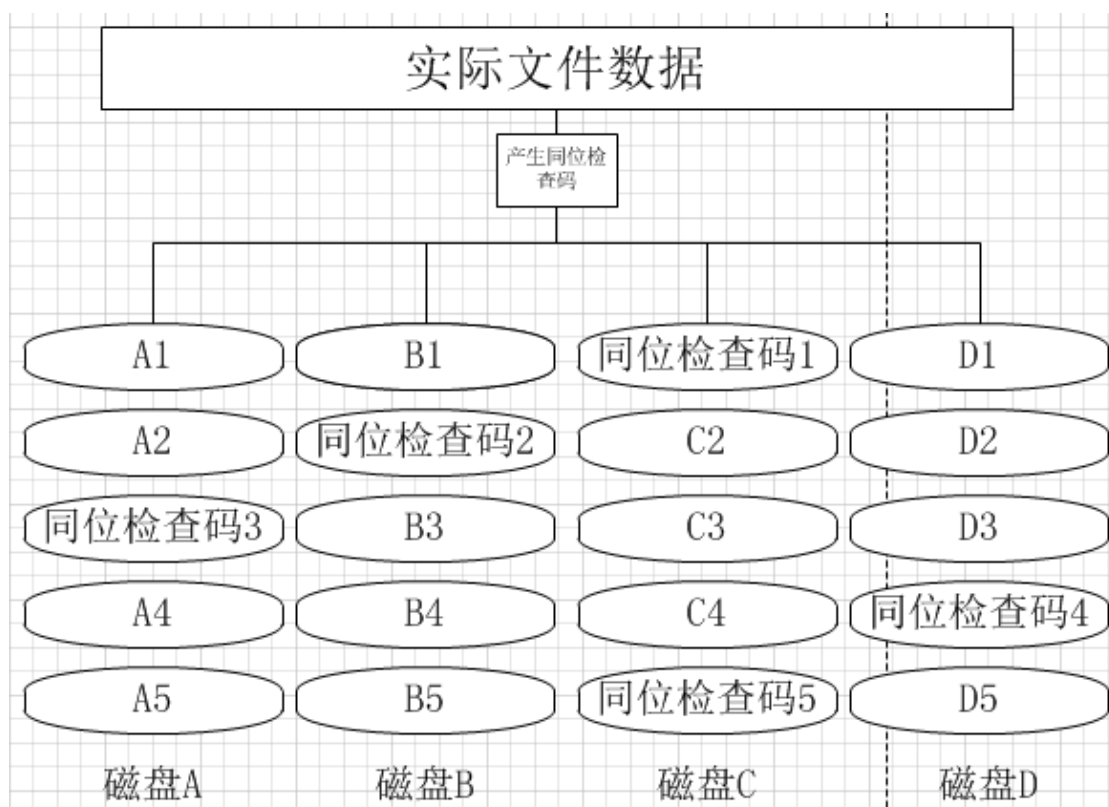 实际文件数据
产生同位检
查码
A1 B1 同位检查码1 D1
A2 同位检查码2 C2 D2
同位检查码3 B3 C3 D3
A4 B4 C4 同位检查码4
A5 B5 同位检查码5 D5
磁盘A 磁盘B 磁盘C 磁盘D